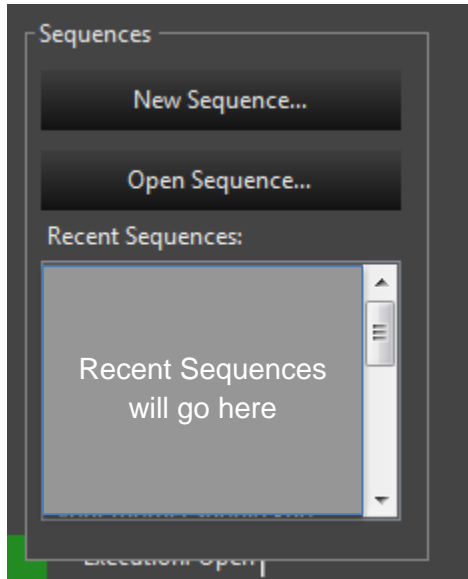 Sequences
New Sequence...
Open Sequence...
Recent Sequences:
Recent Sequences
will go here